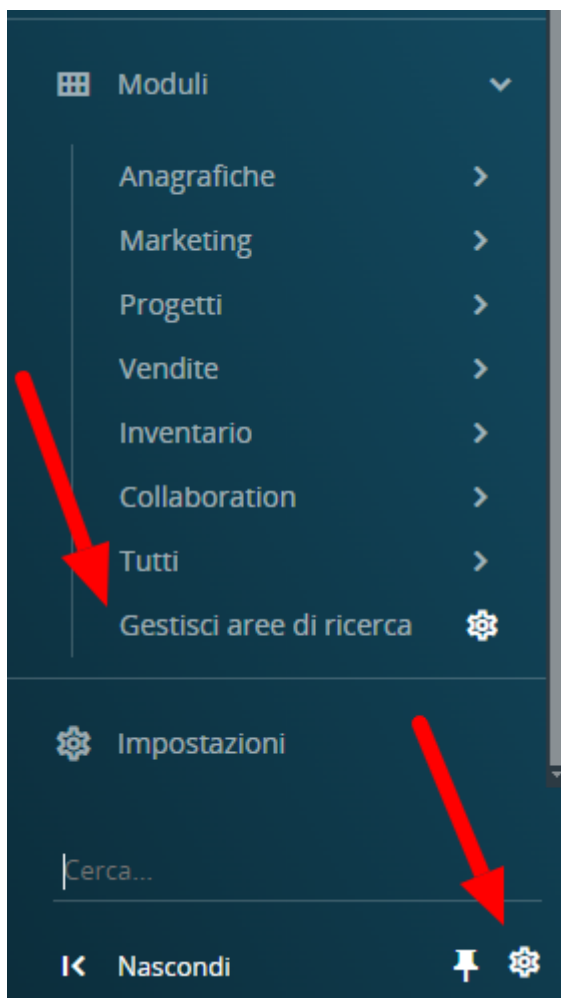 Moduli
Anagrafiche
Marketing
Progetti
Vendite
Inventario
Collaboration
Tutti
Gestisci aree di ricerca
Impostazioni
Cerca...
Nascondi